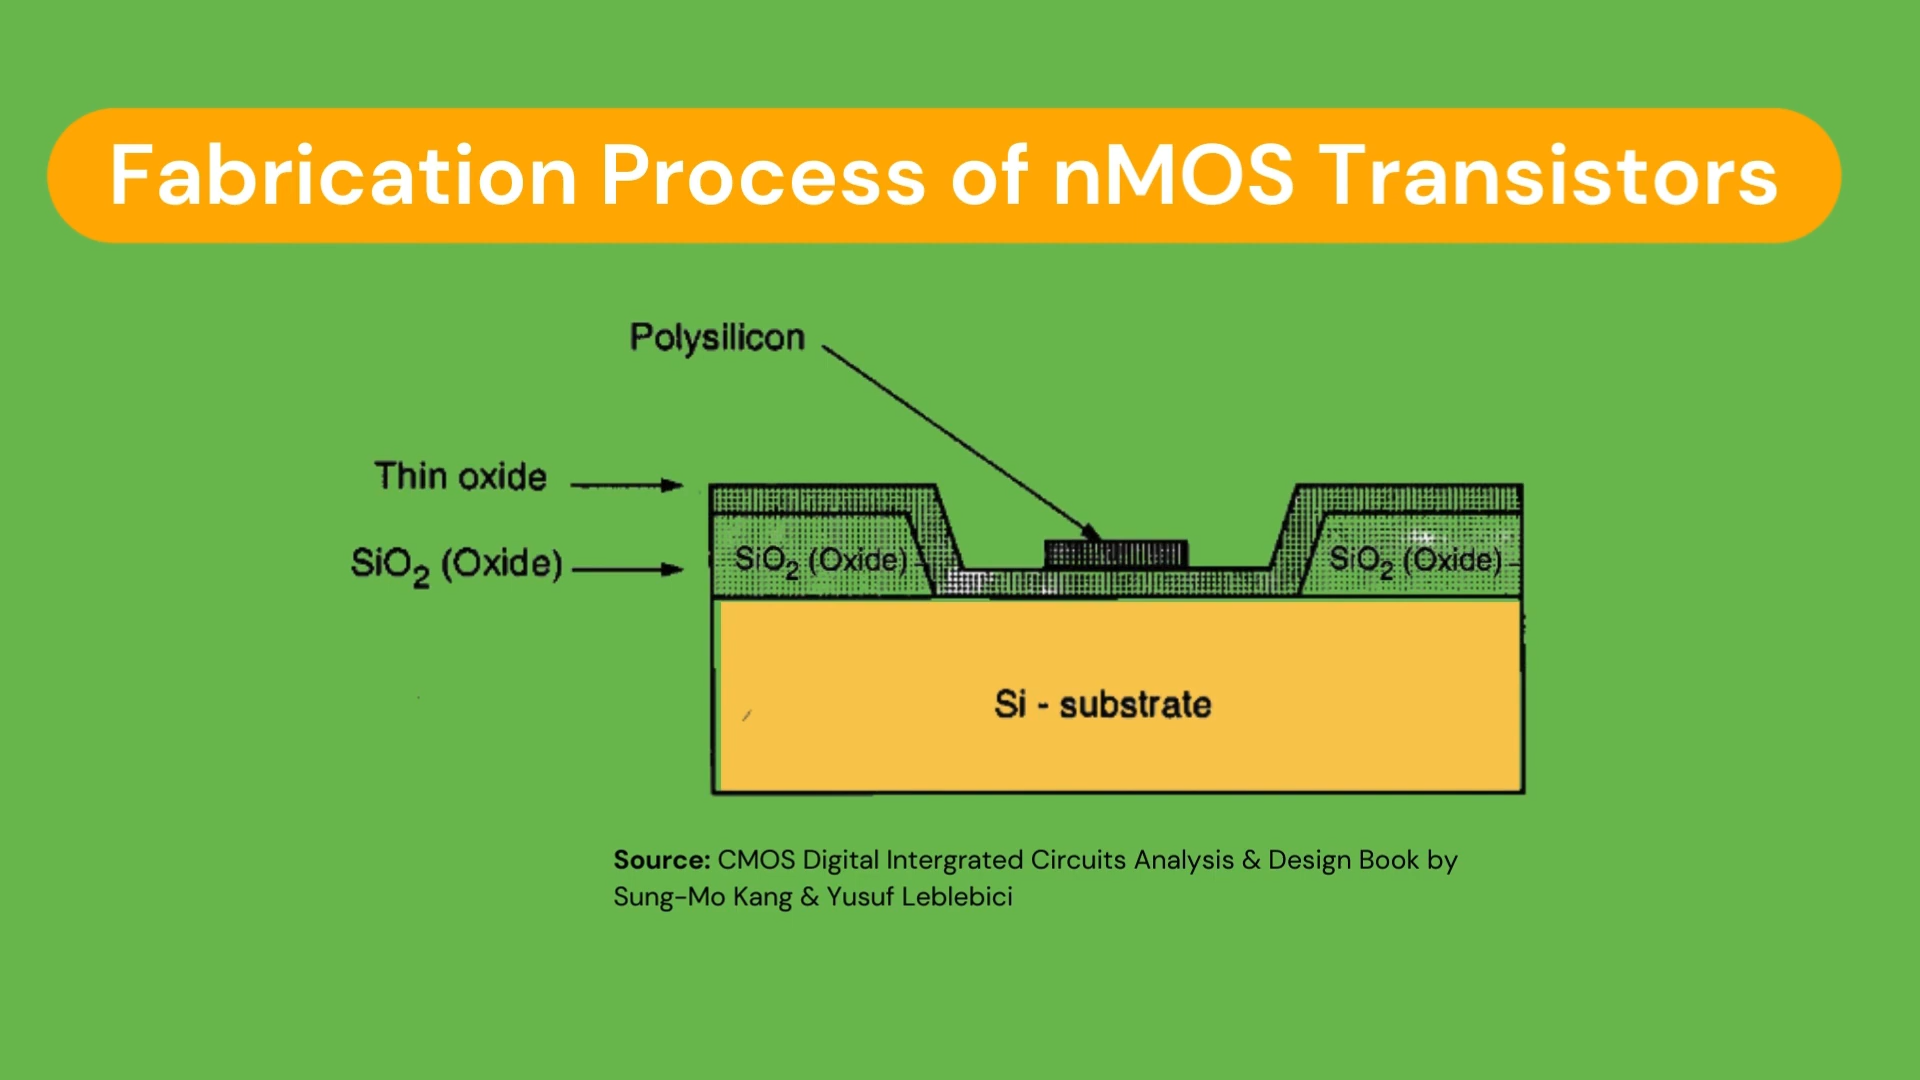 Fabrication Process of nMOS Transistors
Polysilicon
Thin oxide
SiO₂ (Oxide)
SiO₂ (Oxide)
SiO₂ (Oxide)
Si - substrate
Source: CMOS Digital Intergrated Circuits Analysis & Design Book by
Sung-Mo Kang & Yusuf Leblebici